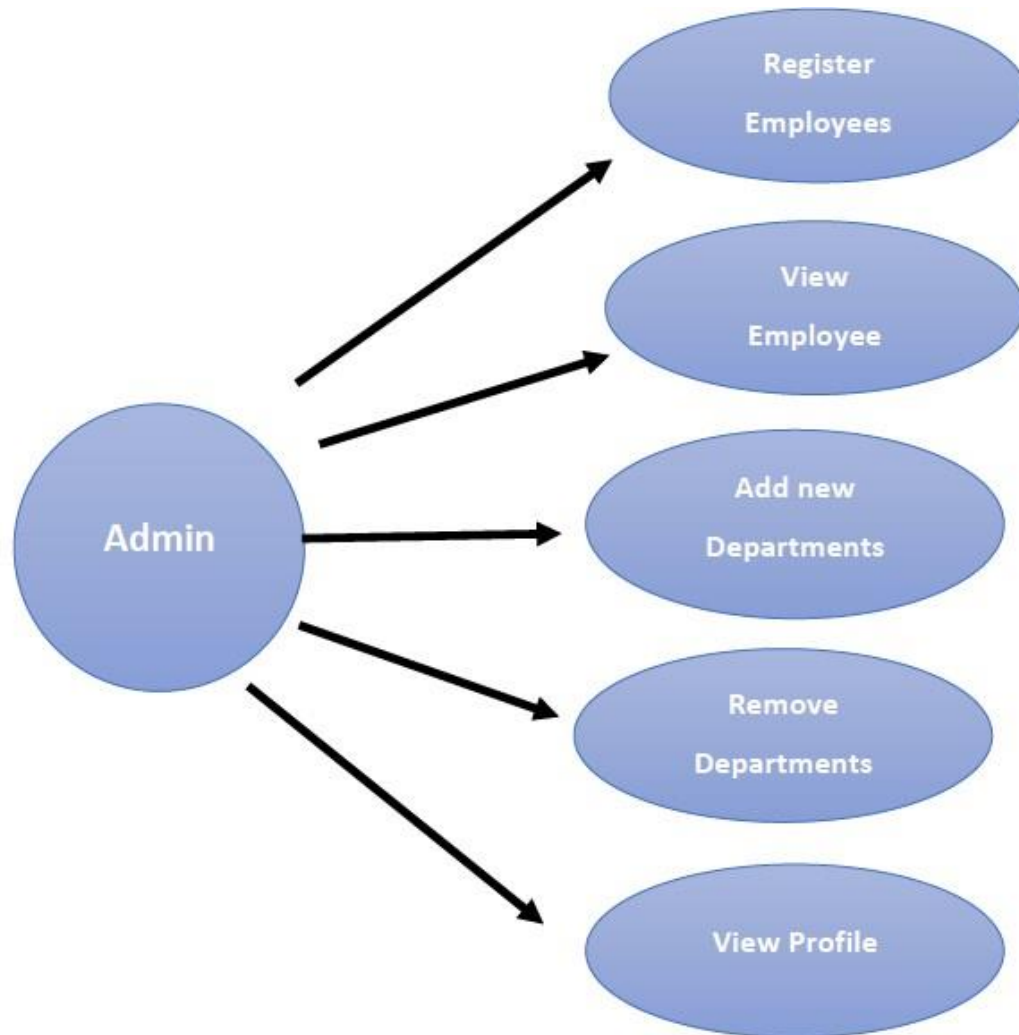 Register
Employees
View
Employee
Add new
Departments
Admin
Remove
Departments
View Profile